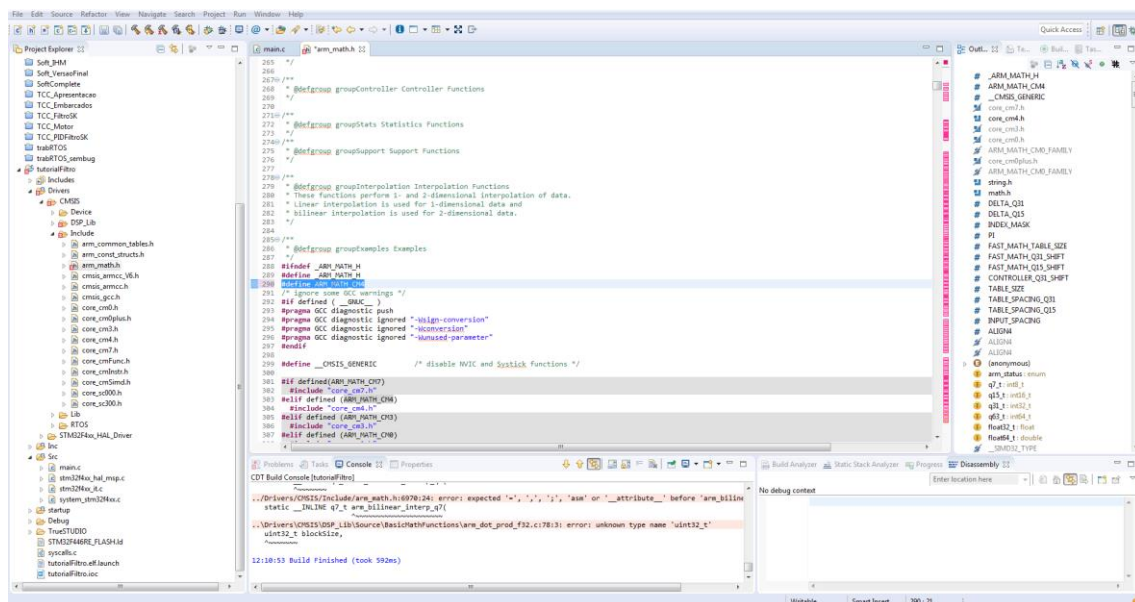 File Edit Source Refactor View Navigate Search Project Run Window Help
Quick Access
Project Explorer
Soft_IHM
Soft_VersaoFinal
SoftComplete
TCC_Apresentacao
TCC_Embarcados
TCC_FiltroSK
TCC_Motor
TCC_PIDFiltroSK
trabRTOS
trabRTOS_sembug
tutorialFiltro
Includes
Drivers
CMSIS
Device
DSP_Lib
Include
arm_common_tables.h
arm_const_structs.h
arm_math.h
cmsis_armcc_V6.h
cmsis_armcc.h
cmsis_gcc.h
core_cm0.h
core_cm0plus.h
core_cm3.h
core_cm4.h
core_cm7.h
core_cmFunc.h
core_cmInstr.h
core_cmSimd.h
core_sc000.h
core_sc300.h
Lib
RTOS
STM32F4xx_HAL_Driver
Inc
Src
main.c
stm32f4xx_hal_msp.c
stm32f4xx_it.c
system_stm32f4xx.c
startup
Debug
TrueSTUDIO
STM32F446RE_FLASH.ld
syscalls.c
tutorialFiltro.elf.launch
tutorialFiltro.ioc
main.c *arm_math.h
265 */
266
267 /**
268 * @defgroup groupController Controller Functions
269 */
270
271 /**
272 * @defgroup groupStats Statistics Functions
273 */
274 /**
275 * @defgroup groupSupport Support Functions
276 */
277
278 /**
279 * @defgroup groupInterpolation Interpolation Functions
280 * These functions perform 1- and 2-dimensional interpolation of data.
281 * Linear interpolation is used for 1-dimensional data and
282 * bilinear interpolation is used for 2-dimensional data.
283 */
284
285 /**
286 * @defgroup groupExamples Examples
287 */
288 #ifndef _ARM_MATH_H
289 #define _ARM_MATH_H
290 #define ARM_MATH_CM4
291 /* ignore some GCC warnings */
292 #if defined ( __GNUC__ )
293 #pragma GCC diagnostic push
294 #pragma GCC diagnostic ignored "-Wsign-conversion"
295 #pragma GCC diagnostic ignored "-Wconversion"
296 #pragma GCC diagnostic ignored "-Wunused-parameter"
297 #endif
298
299 #define __CMSIS_GENERIC /* disable NVIC and Systick functions */
300
301 #if defined(ARM_MATH_CM7)
302 #include "core_cm7.h"
303 #elif defined (ARM_MATH_CM4)
304 #include "core_cm4.h"
305 #elif defined (ARM_MATH_CM3)
306 #include "core_cm3.h"
307 #elif defined (ARM_MATH_CM0)
Problems Tasks Console Properties
CDT Build Console [tutorialFiltro]
../Drivers/CMSIS/Include/arm_math.h:6970:24: error: expected '=', ',', ';', 'asm' or '__attribute__' before 'arm_biline
static __INLINE q7_t arm_bilinear_interp_q7(
^~~~~~~~~~~~~~~~~~~~~~
..\Drivers\CMSIS\DSP_Lib\Source\BasicMathFunctions\arm_dot_prod_f32.c:78:3: error: unknown type name 'uint32_t'
uint32_t blockSize,
^~~~~~~~
12:10:53 Build Finished (took 592ms)
Outl... Ta... Buil... Tas...
_ARM_MATH_H
ARM_MATH_CM4
__CMSIS_GENERIC
core_cm7.h
core_cm4.h
core_cm3.h
core_cm0.h
ARM_MATH_CM0_FAMILY
core_cm0plus.h
ARM_MATH_CM0_FAMILY
string.h
math.h
DELTA_Q31
DELTA_Q15
INDEX_MASK
PI
FAST_MATH_TABLE_SIZE
FAST_MATH_Q31_SHIFT
FAST_MATH_Q15_SHIFT
CONTROLLER_Q31_SHIFT
TABLE_SIZE
TABLE_SPACING_Q31
TABLE_SPACING_Q15
INPUT_SPACING
ALIGN4
ALIGN4
ALIGN4
(anonymous)
arm_status : enum
q7_t : int8_t
q15_t : int16_t
q31_t : int32_t
q63_t : int64_t
float32_t : float
float64_t : double
__SIMD32_TYPE
Build Analyzer Static Stack Analyzer Progress Disassembly
Enter location here
No debug context
Writable Smart Insert 290 : 21